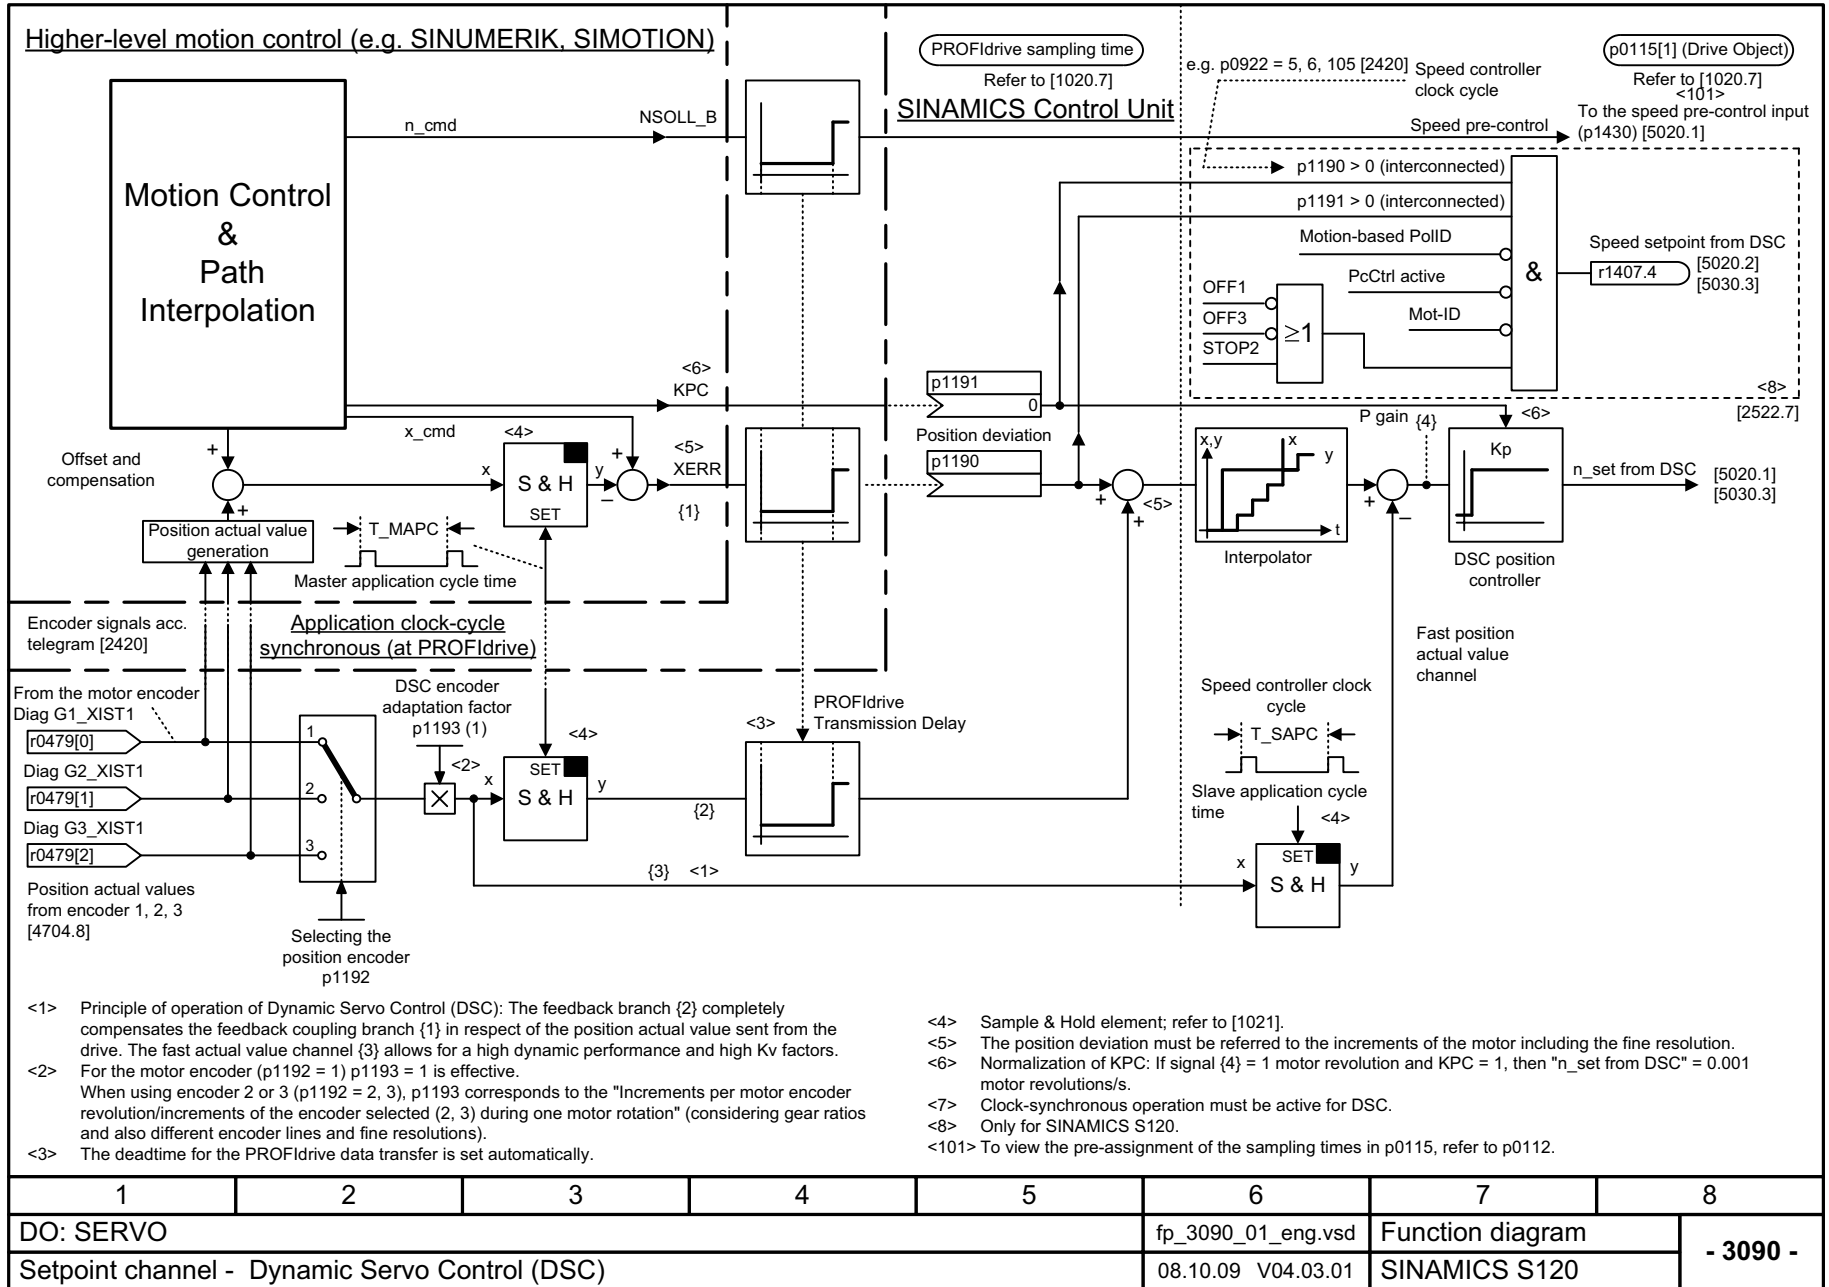 Higher-level motion control (e.g. SINUMERIK, SIMOTION)
PROFIdrive sampling time
Refer to [1020.7]
SINAMICS Control Unit
e.g. p0922 = 5, 6, 105 [2420]
Speed controller
clock cycle
p0115[1] (Drive Object)
Refer to [1020.7]
<101>
To the speed pre-control input
(p1430) [5020.1]
Motion Control
&
Path
Interpolation
n_cmd
NSOLL_B
Speed pre-control
p1190 > 0 (interconnected)
p1191 > 0 (interconnected)
Motion-based PolID
PcCtrl active
Mot-ID
OFF1
OFF3
STOP2
≥1
&
Speed setpoint from DSC
r1407.4
[5020.2]
[5030.3]
<8>
[2522.7]
<6>
KPC
p1191
0
x_cmd
Position deviation
p1190
P gain
{4}
<6>
Kp
Offset and
compensation
+
+
<4>
x
S & H
y
SET
+
–
<5>
XERR
{1}
+
+
<5>
x,y
x
y
t
Interpolator
+
–
DSC position
controller
n_set from DSC
[5020.1]
[5030.3]
Position actual value
generation
T_MAPC
Master application cycle time
Encoder signals acc.
telegram [2420]
Application clock-cycle
synchronous (at PROFIdrive)
Fast position
actual value
channel
From the motor encoder
Diag G1_XIST1
r0479[0]
Diag G2_XIST1
r0479[1]
Diag G3_XIST1
r0479[2]
Position actual values
from encoder 1, 2, 3
[4704.8]
1
2
3
Selecting the
position encoder
p1192
DSC encoder
adaptation factor
p1193 (1)
<2>
X
x
<4>
SET
S & H
y
{2}
<3>
PROFIdrive
Transmission Delay
{3}
<1>
Speed controller clock
cycle
T_SAPC
Slave application cycle
time
<4>
x
SET
S & H
y
<1> Principle of operation of Dynamic Servo Control (DSC): The feedback branch {2} completely
compensates the feedback coupling branch {1} in respect of the position actual value sent from the
drive. The fast actual value channel {3} allows for a high dynamic performance and high Kv factors.
<2> For the motor encoder (p1192 = 1) p1193 = 1 is effective.
When using encoder 2 or 3 (p1192 = 2, 3), p1193 corresponds to the "Increments per motor encoder
revolution/increments of the encoder selected (2, 3) during one motor rotation" (considering gear ratios
and also different encoder lines and fine resolutions).
<3> The deadtime for the PROFIdrive data transfer is set automatically.
<4> Sample & Hold element; refer to [1021].
<5> The position deviation must be referred to the increments of the motor including the fine resolution.
<6> Normalization of KPC: If signal {4} = 1 motor revolution and KPC = 1, then "n_set from DSC" = 0.001
motor revolutions/s.
<7> Clock-synchronous operation must be active for DSC.
<8> Only for SINAMICS S120.
<101> To view the pre-assignment of the sampling times in p0115, refer to p0112.
1 2 3 4 5 6 7 8
DO: SERVO
fp_3090_01_eng.vsd
Function diagram
- 3090 -
Setpoint channel - Dynamic Servo Control (DSC)
08.10.09 V04.03.01
SINAMICS S120